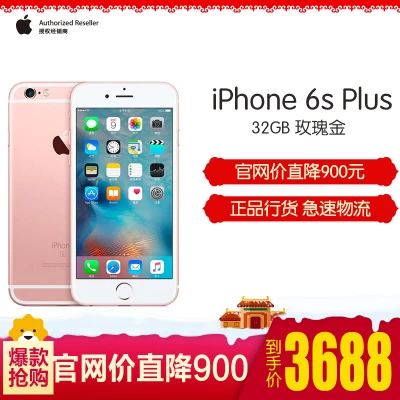 Authorized Reseller
授权经销商
iPhone 6s Plus
32GB 玫瑰金
官网价直降900元
正品行货 急速物流
iPhone
爆款
抢购
官网价直降900
到手价
3688